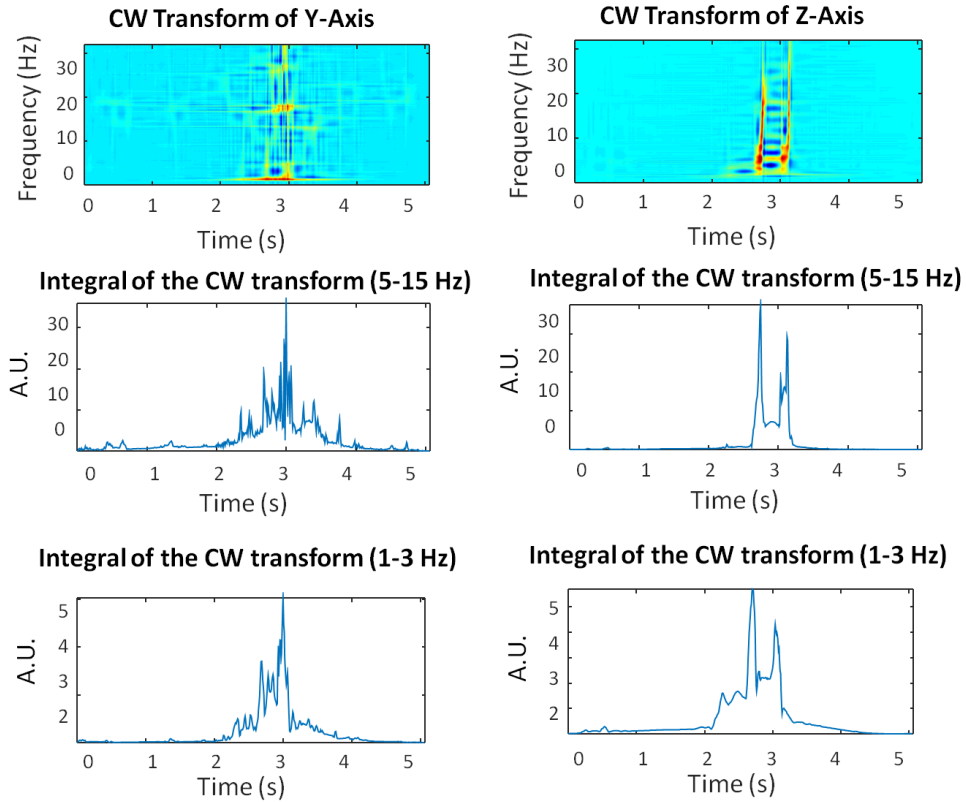 CW Transform of Y-Axis
Frequency (Hz)
30
20
10
0
0 1 2 3 4 5
Time (s)
CW Transform of Z-Axis
Frequency (Hz)
30
20
10
0
0 1 2 3 4 5
Time (s)
Integral of the CW transform (5-15 Hz)
A.U.
30
20
10
0
0 1 2 3 4 5
Time (s)
Integral of the CW transform (5-15 Hz)
A.U.
30
20
10
0
0 1 2 3 4 5
Time (s)
Integral of the CW transform (1-3 Hz)
A.U.
5
4
3
2
0 1 2 3 4 5
Time (s)
Integral of the CW transform (1-3 Hz)
A.U.
5
4
3
2
0 1 2 3 4 5
Time (s)